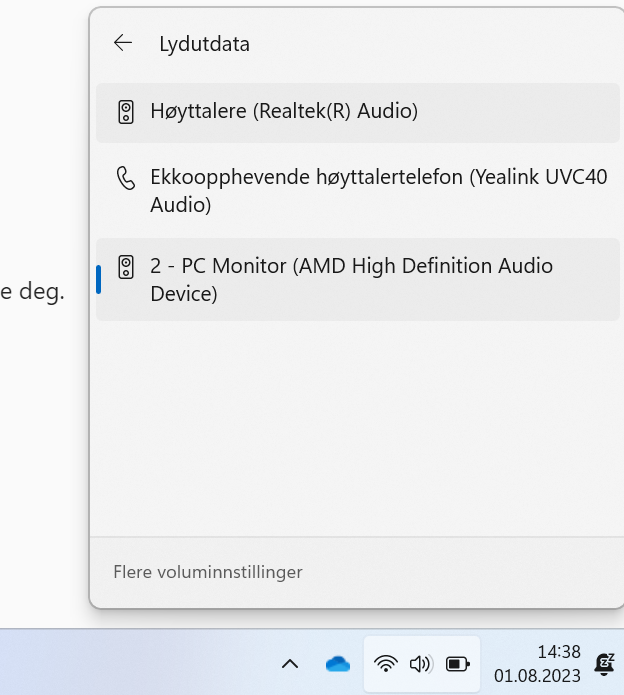 Lydutdata
Høyttalere (Realtek(R) Audio)
Ekkoopphevende høyttalertelefon (Yealink UVC40
Audio)
2 - PC Monitor (AMD High Definition Audio
Device)
e deg.
Flere voluminnstillinger
14:38
01.08.2023